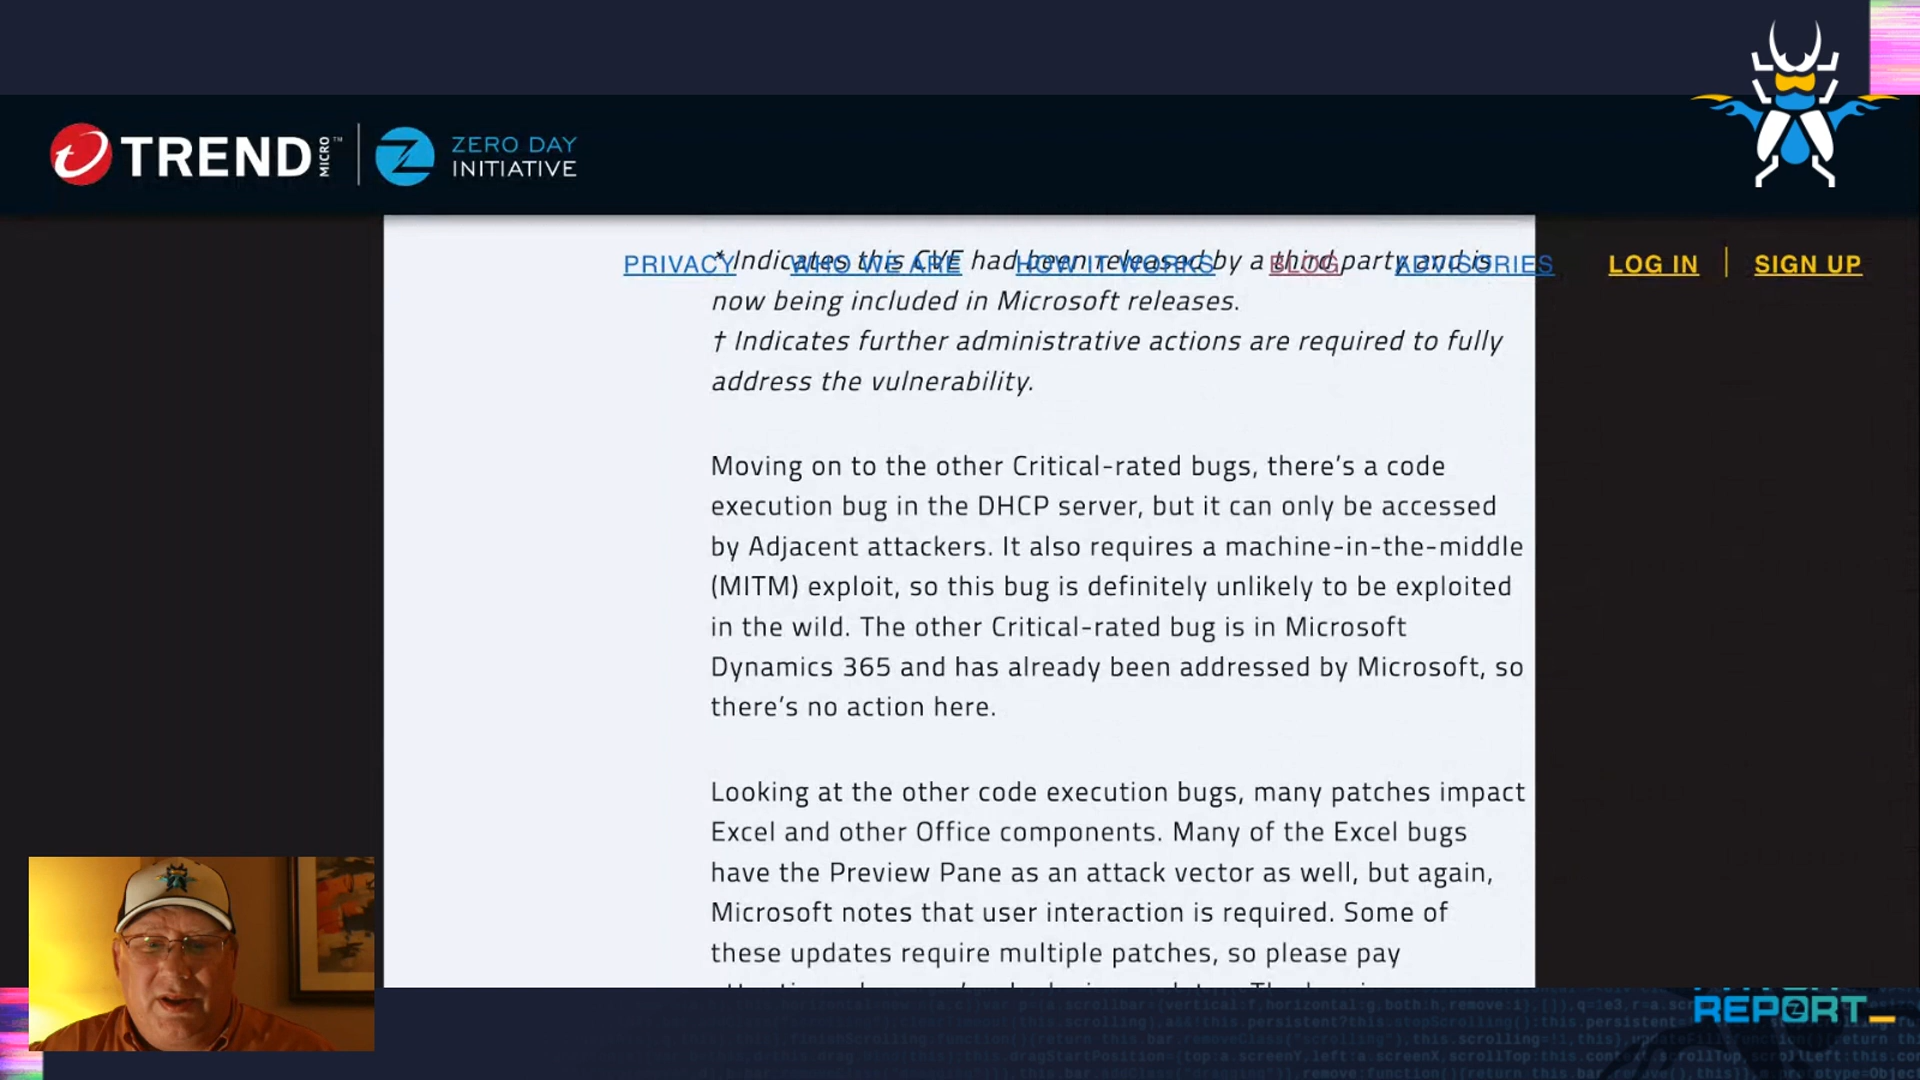 TREND MICRO™
ZERO DAY
INITIATIVE
PRIVACY WHO WE ARE HOW IT WORKS BLOG ADVISORIES LOG IN | SIGN UP
* Indicates this CVE had been released by a third party and is
now being included in Microsoft releases.
† Indicates further administrative actions are required to fully
address the vulnerability.
Moving on to the other Critical-rated bugs, there’s a code
execution bug in the DHCP server, but it can only be accessed
by Adjacent attackers. It also requires a machine-in-the-middle
(MITM) exploit, so this bug is definitely unlikely to be exploited
in the wild. The other Critical-rated bug is in Microsoft
Dynamics 365 and has already been addressed by Microsoft, so
there’s no action here.
Looking at the other code execution bugs, many patches impact
Excel and other Office components. Many of the Excel bugs
have the Preview Pane as an attack vector as well, but again,
Microsoft notes that user interaction is required. Some of
these updates require multiple patches, so please pay
REPORT_